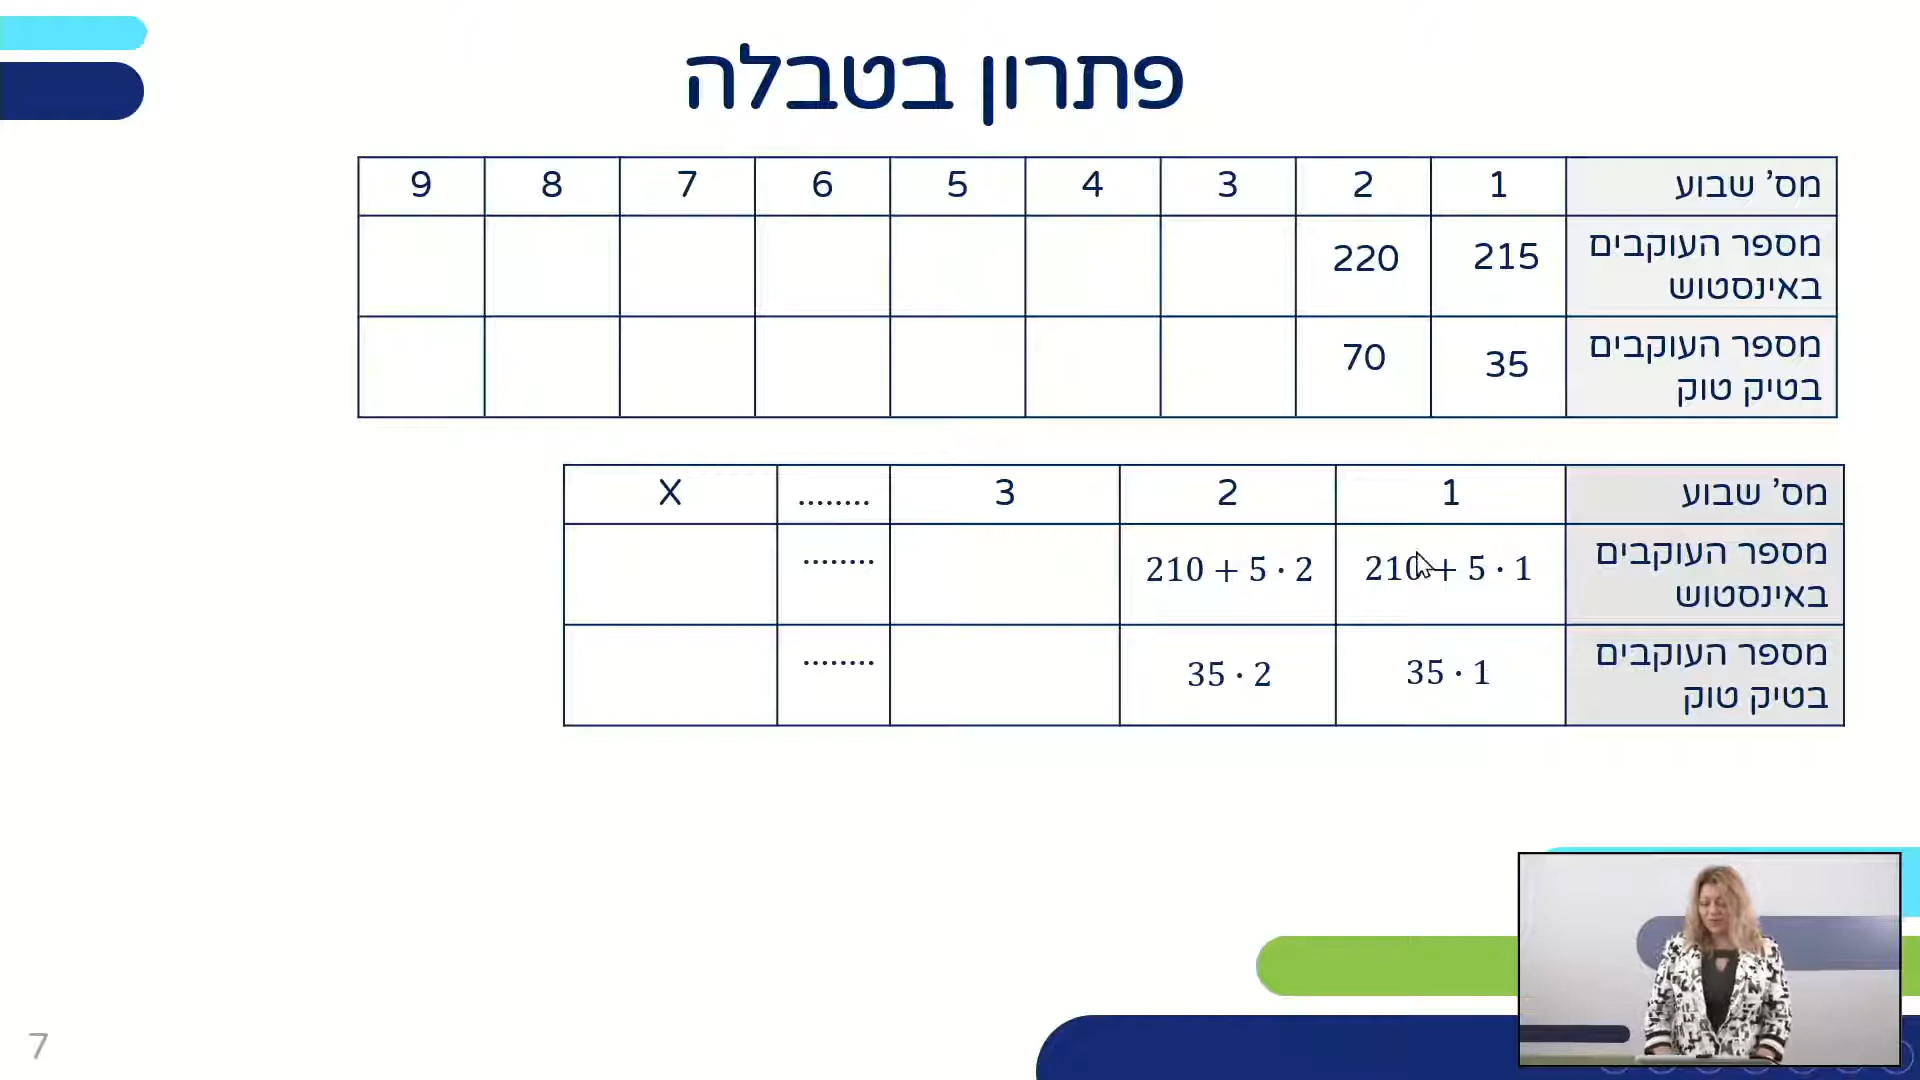 פתרון בטבלה
מס' שבוע 1 2 3 4 5 6 7 8 9
מספר העוקבים באינסטוש 215 220
מספר העוקבים בטיק טוק 35 70
מס' שבוע 1 2 3 ........ X
מספר העוקבים באינסטוש 210 + 5 · 1 210 + 5 · 2 ........
מספר העוקבים בטיק טוק 35 · 1 35 · 2 ........
7